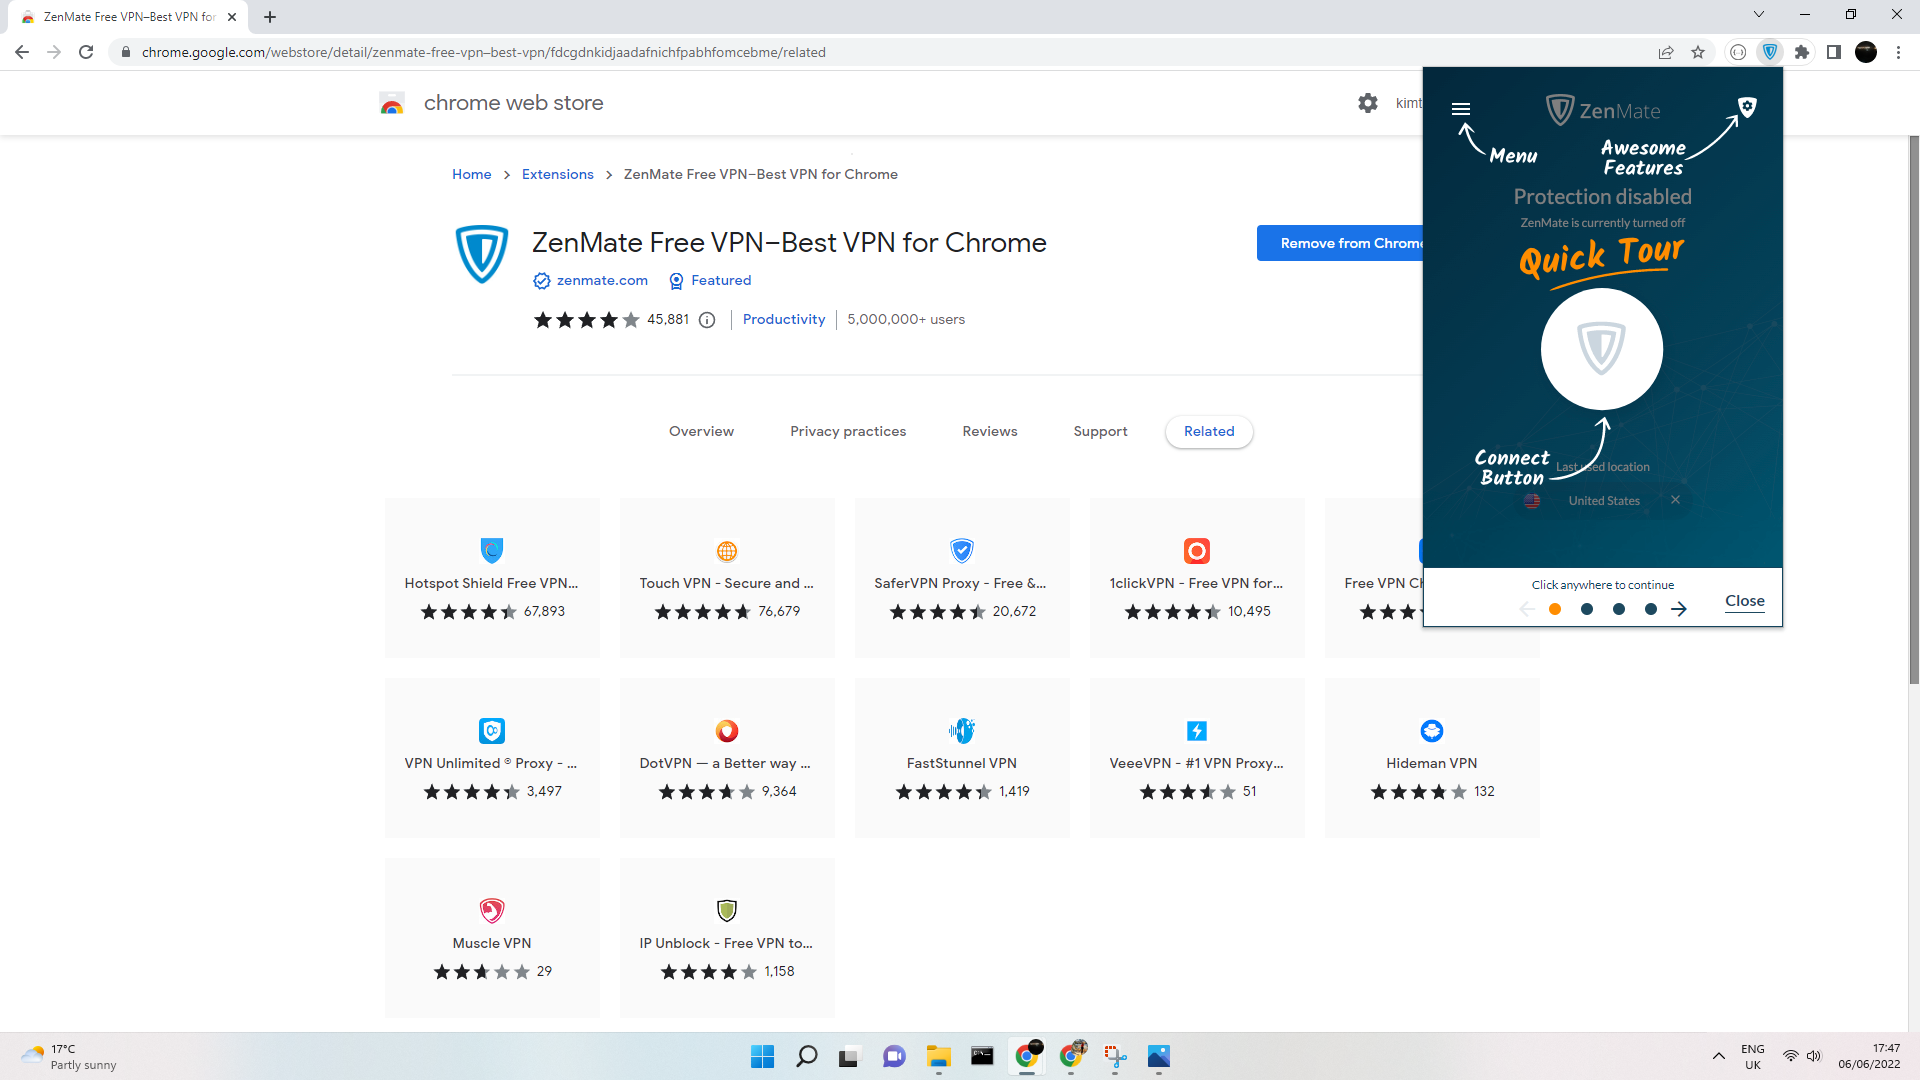 ZenMate Free VPN–Best VPN for
chrome.google.com/webstore/detail/zenmate-free-vpn–best-vpn/fdcgdnkidjaadafnichfpabhfomcebme/related
chrome web store
kimt
Home > Extensions > ZenMate Free VPN–Best VPN for Chrome
ZenMate Free VPN–Best VPN for Chrome
Remove from Chrome
zenmate.com Featured
45,881 Productivity 5,000,000+ users
Overview Privacy practices Reviews Support Related
Hotspot Shield Free VPN...
67,893
Touch VPN - Secure and ...
76,679
SaferVPN Proxy - Free &...
20,672
1clickVPN - Free VPN for...
10,495
Free VPN Ch
VPN Unlimited ® Proxy - ...
3,497
DotVPN — a Better way ...
9,364
FastStunnel VPN
1,419
VeeeVPN - #1 VPN Proxy...
51
Hideman VPN
132
Muscle VPN
29
IP Unblock - Free VPN to...
1,158
ZenMate
Menu
Awesome
Features
Protection disabled
ZenMate is currently turned off
Quick Tour
Connect
Button
Last used location
United States
Click anywhere to continue
Close
17°C
Partly sunny
ENG
UK
17:47
06/06/2022